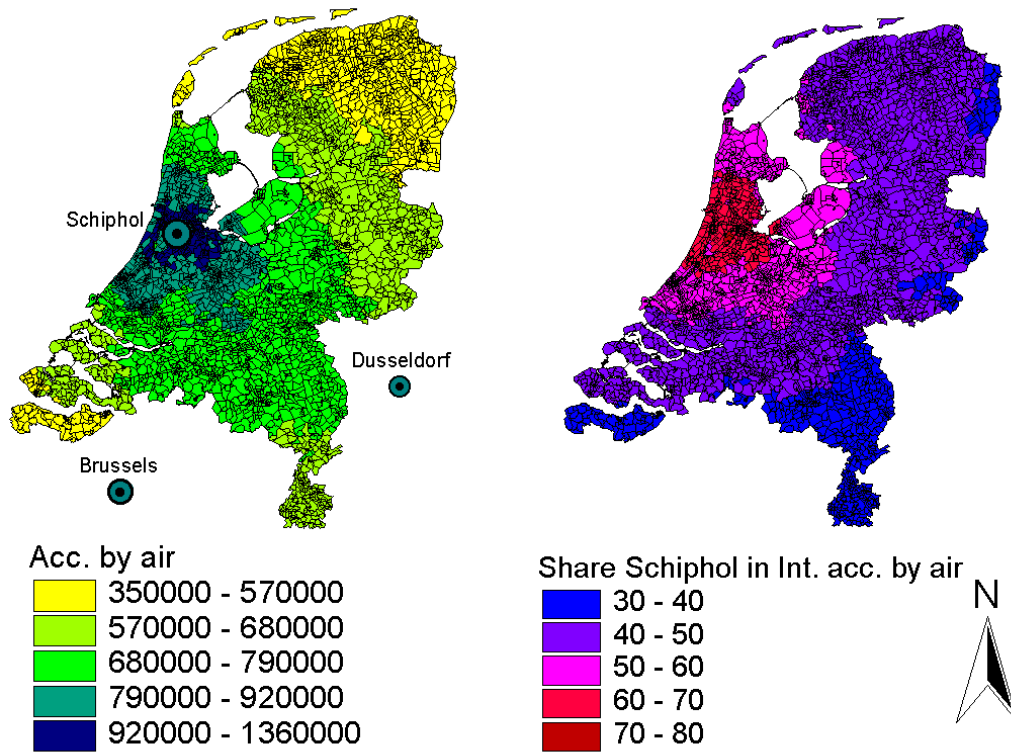 Schiphol
Dusseldorf
Brussels
Acc. by air
350000 - 570000
570000 - 680000
680000 - 790000
790000 - 920000
920000 - 1360000
Share Schiphol in Int. acc. by air
30 - 40
40 - 50
50 - 60
60 - 70
70 - 80
N